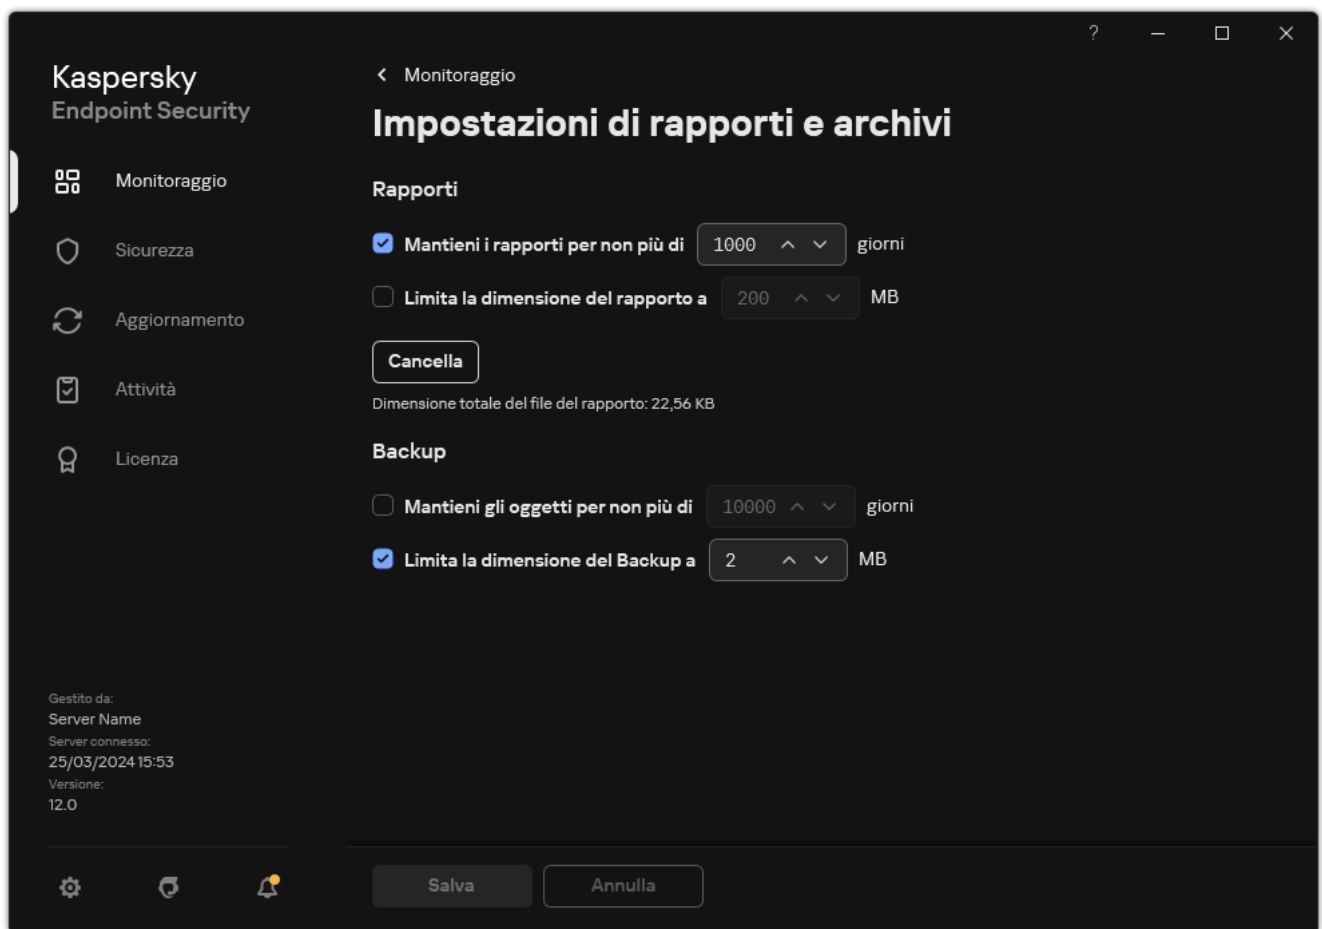 ?
Kaspersky
Endpoint Security
Monitoraggio
Sicurezza
Aggiornamento
Attività
Licenza
Gestito da:
Server Name
Server connesso:
25/03/2024 15:53
Versione:
12.0
Monitoraggio
Impostazioni di rapporti e archivi
Rapporti
Mantieni i rapporti per non più di 1000 giorni
Limita la dimensione del rapporto a 200 MB
Cancella
Dimensione totale del file del rapporto: 22,56 KB
Backup
Mantieni gli oggetti per non più di 10000 giorni
Limita la dimensione del Backup a 2 MB
Salva Annulla